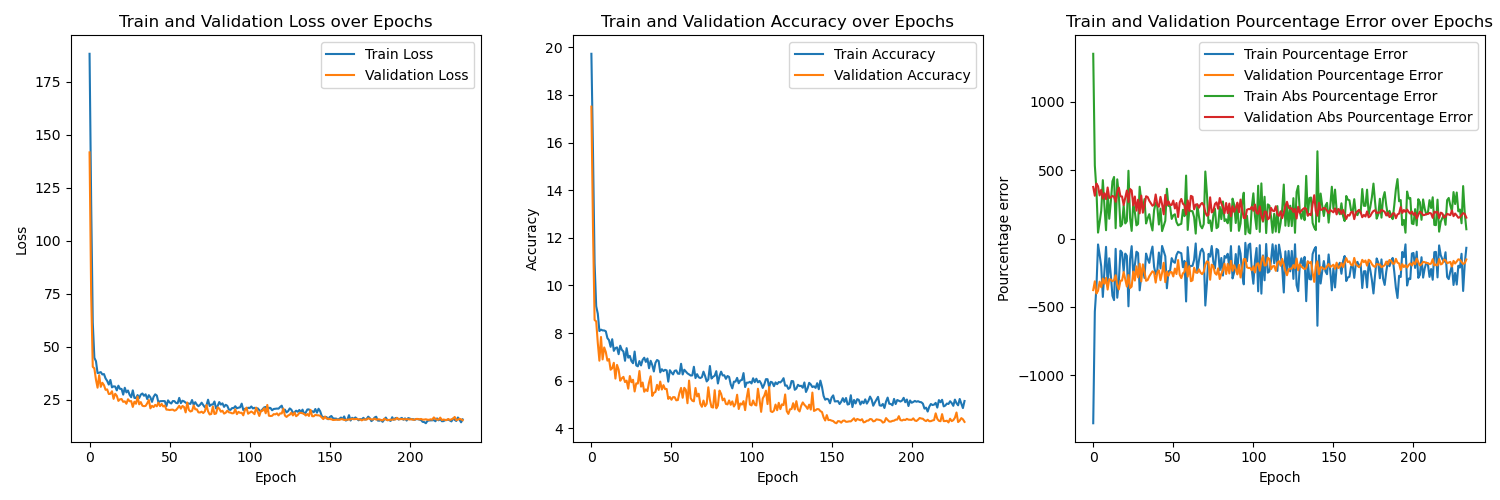 Train and Validation Loss over Epochs
Train Loss
Validation Loss
175
150
125
100
75
50
25
Loss
0
50
100
150
200
Epoch
Train and Validation Accuracy over Epochs
Train Accuracy
Validation Accuracy
20
18
16
14
12
10
8
6
4
Accuracy
0
50
100
150
200
Epoch
Train and Validation Pourcentage Error over Epochs
Train Pourcentage Error
Validation Pourcentage Error
Train Abs Pourcentage Error
Validation Abs Pourcentage Error
1000
500
0
−500
−1000
Pourcentage error
0
50
100
150
200
Epoch